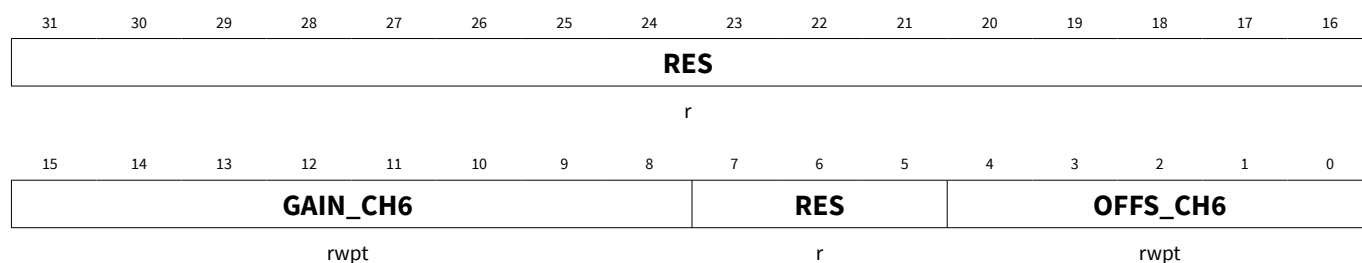 31 30 29 28 27 26 25 24 23 22 21 20 19 18 17 16
RES
r
15 14 13 12 11 10 9 8 7 6 5 4 3 2 1 0
GAIN_CH6 RES OFFS_CH6
rwpt r rwpt